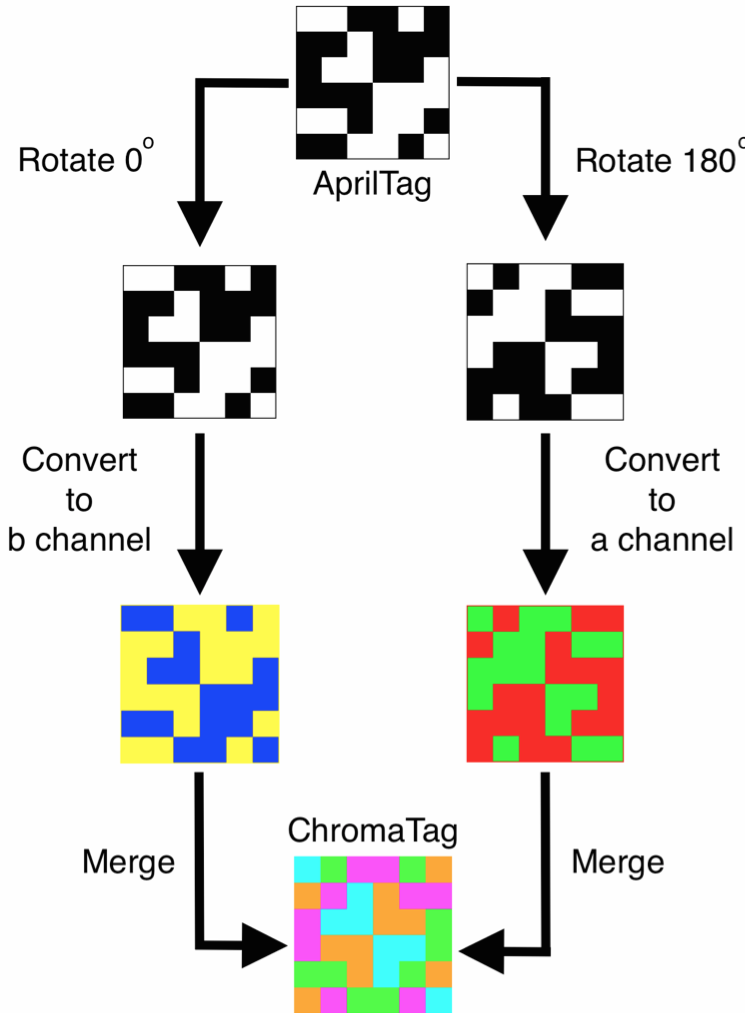 AprilTag
Rotate 0°
Rotate 180°
Convert
to
b channel
Convert
to
a channel
ChromaTag
Merge
Merge